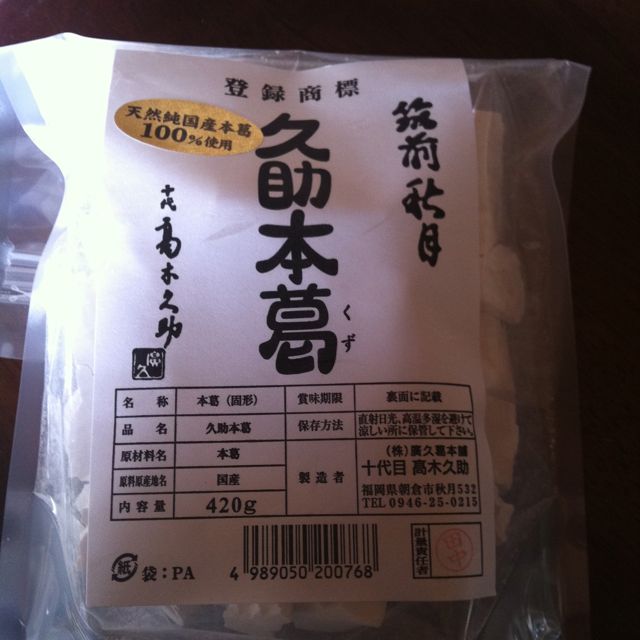 登録商標
天然純国産本葛
100%使用
筑前秋月
久助本葛
くず
十代 高木久助
名称 本葛(固形) 賞味期限 裏面に記載
品名 久助本葛 保存方法 直射日光、高温多湿を避けて
涼しい所に保管して下さい。
原材料名 本葛 製造者 (株)廣久葛本舗
原料原産地名 国産 十代目 高木久助
福岡県朝倉市秋月532
内容量 420g TEL 0946-25-0215
紙 袋:PA
4 989050 200768
計量責任者
田中